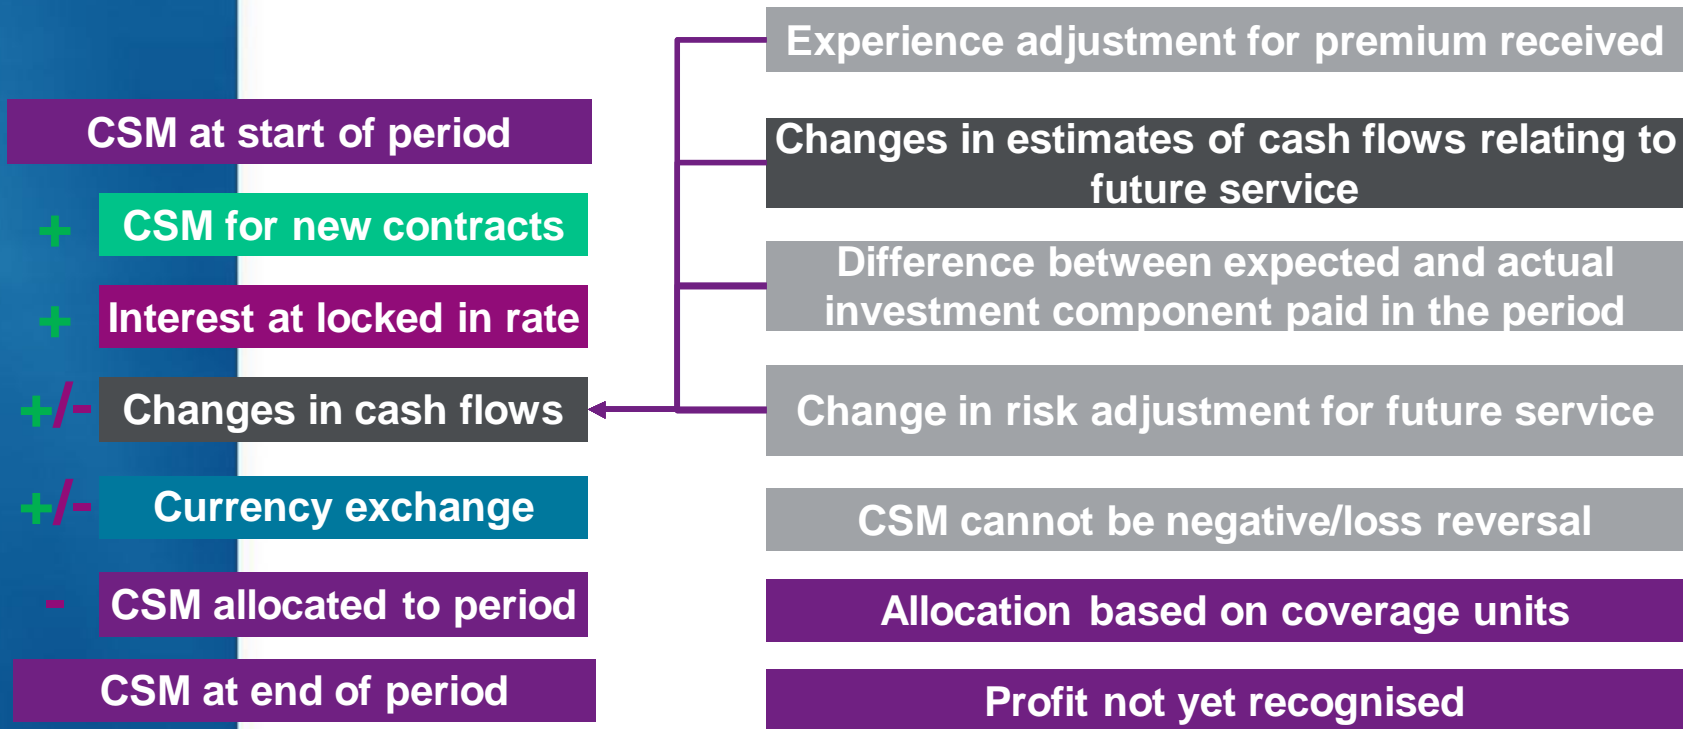 CSM at start of period
+ CSM for new contracts
+ Interest at locked in rate
+/- Changes in cash flows
+/- Currency exchange
- CSM allocated to period
CSM at end of period
Experience adjustment for premium received
Changes in estimates of cash flows relating to
future service
Difference between expected and actual
investment component paid in the period
Change in risk adjustment for future service
CSM cannot be negative/loss reversal
Allocation based on coverage units
Profit not yet recognised